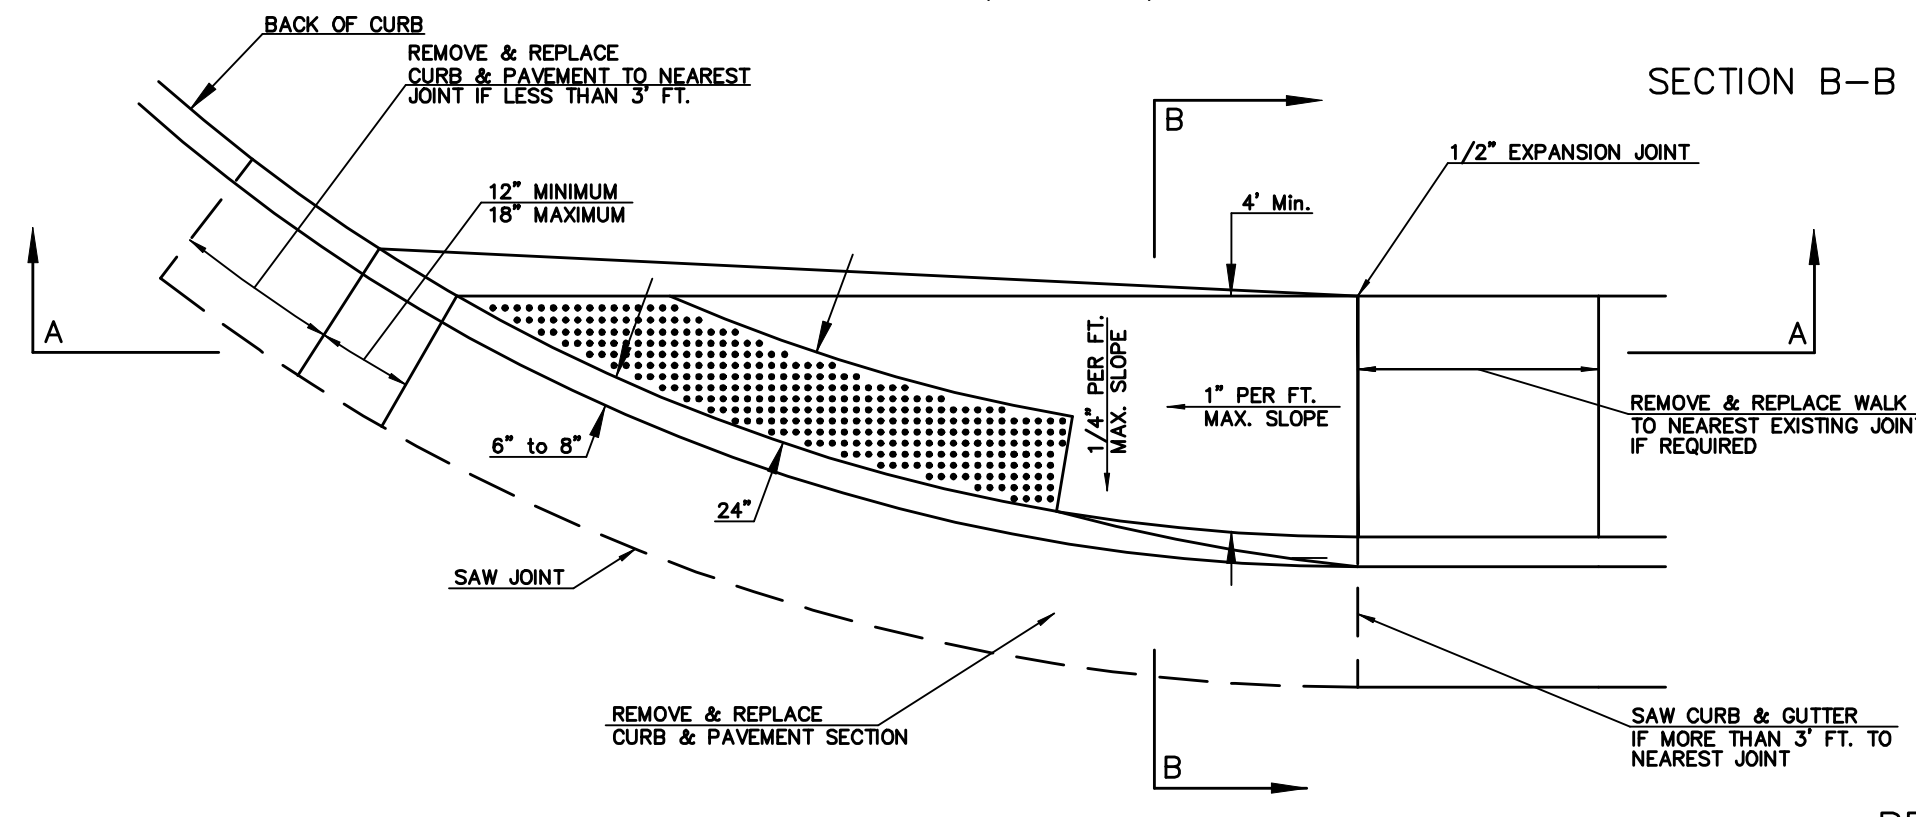 BACK OF CURB
REMOVE & REPLACE
CURB & PAVEMENT TO NEAREST
JOINT IF LESS THAN 3' FT.
SECTION B-B
B
1/2" EXPANSION JOINT
12" MINIMUM
18" MAXIMUM
4' Min.
A
A
1/4" PER FT.
MAX. SLOPE
1" PER FT.
MAX. SLOPE
REMOVE & REPLACE WALK
TO NEAREST EXISTING JOINT
IF REQUIRED
6" to 8"
24"
SAW JOINT
REMOVE & REPLACE
CURB & PAVEMENT SECTION
SAW CURB & GUTTER
IF MORE THAN 3' FT. TO
NEAREST JOINT
B